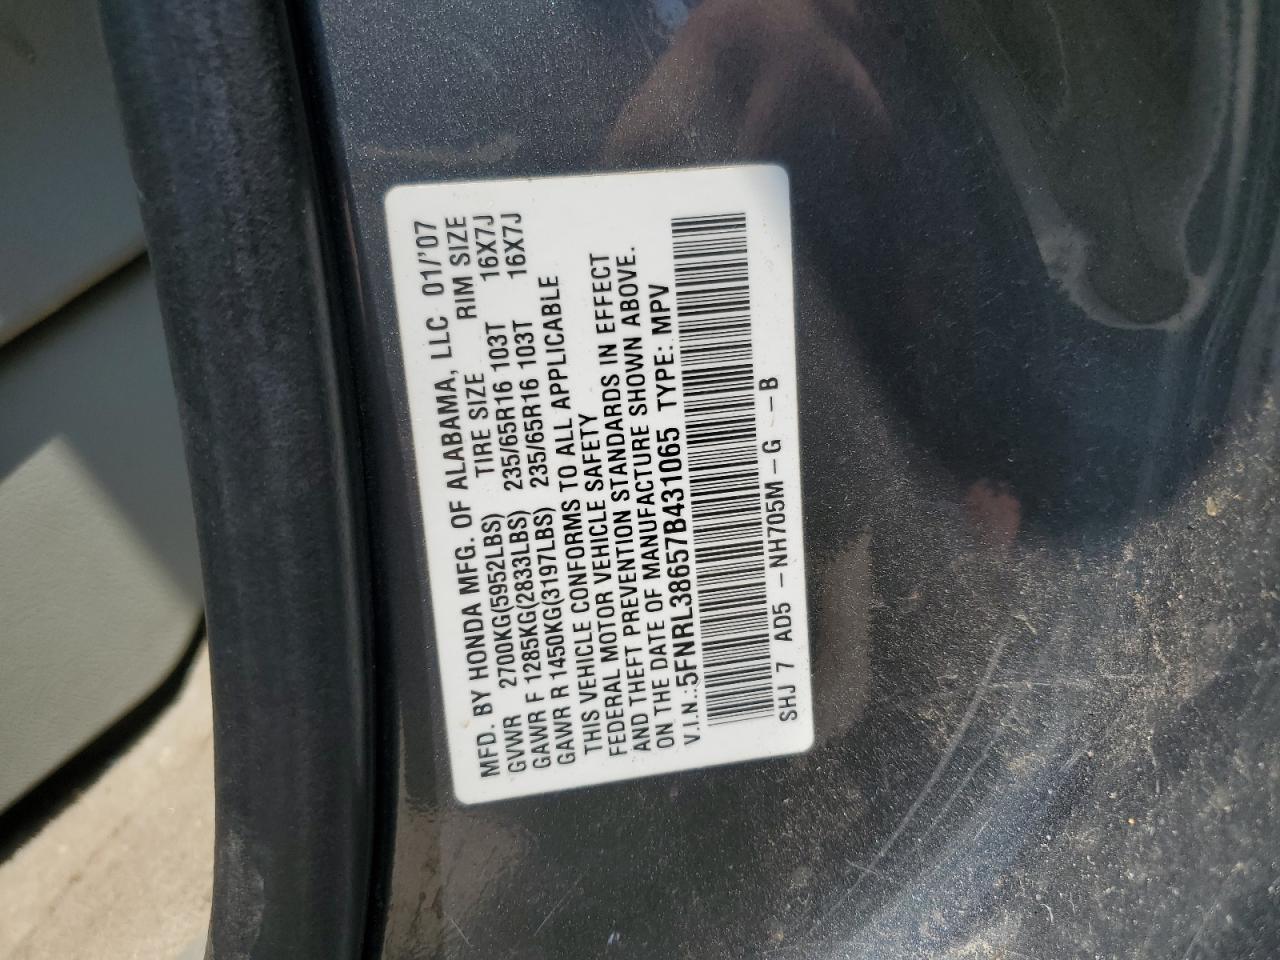 MFD. BY HONDA MFG. OF ALABAMA, LLC 01/'07
GVWR 2700KG(5952LBS) TIRE SIZE RIM SIZE
GAWR F 1285KG(2833LBS) 235/65R16 103T 16X7J
GAWR R 1450KG(3197LBS) 235/65R16 103T 16X7J
THIS VEHICLE CONFORMS TO ALL APPLICABLE
FEDERAL MOTOR VEHICLE SAFETY
AND THEFT PREVENTION STANDARDS IN EFFECT
ON THE DATE OF MANUFACTURE SHOWN ABOVE.
V.I.N.:5FNRL38657B431065 TYPE: MPV
SHJ 7 AD5 -NH705M-G --B